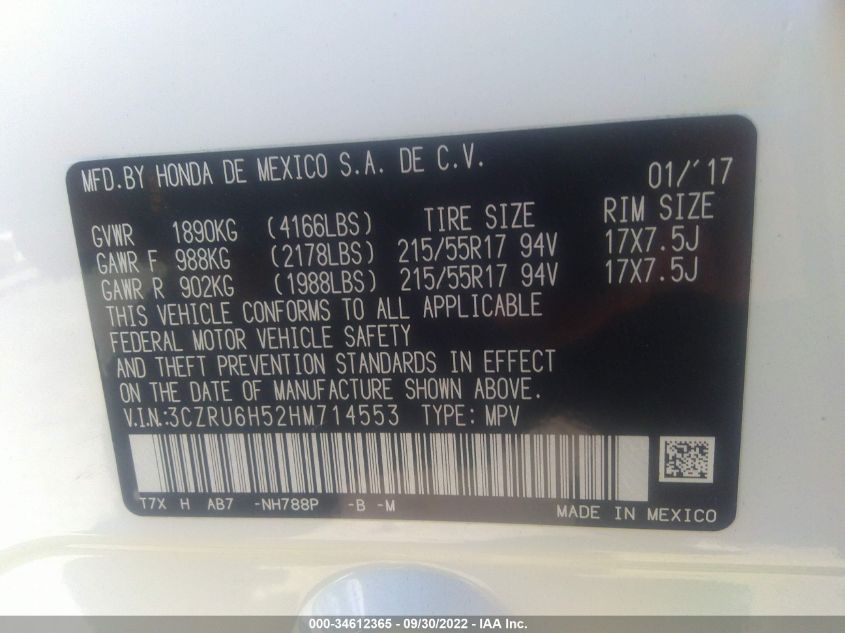 MFD.BY HONDA DE MEXICO S.A. DE C.V. 01/'17
GVWR 1890KG (4166LBS) TIRE SIZE RIM SIZE
GAWR F 988KG (2178LBS) 215/55R17 94V 17X7.5J
GAWR R 902KG (1988LBS) 215/55R17 94V 17X7.5J
THIS VEHICLE CONFORMS TO ALL APPLICABLE
FEDERAL MOTOR VEHICLE SAFETY
AND THEFT PREVENTION STANDARDS IN EFFECT
ON THE DATE OF MANUFACTURE SHOWN ABOVE.
V.I.N.:3CZRU6H52HM714553 TYPE: MPV
T7X H AB7 -NH788P -B -M
MADE IN MEXICO
000-34612365 - 09/30/2022 - IAA Inc.